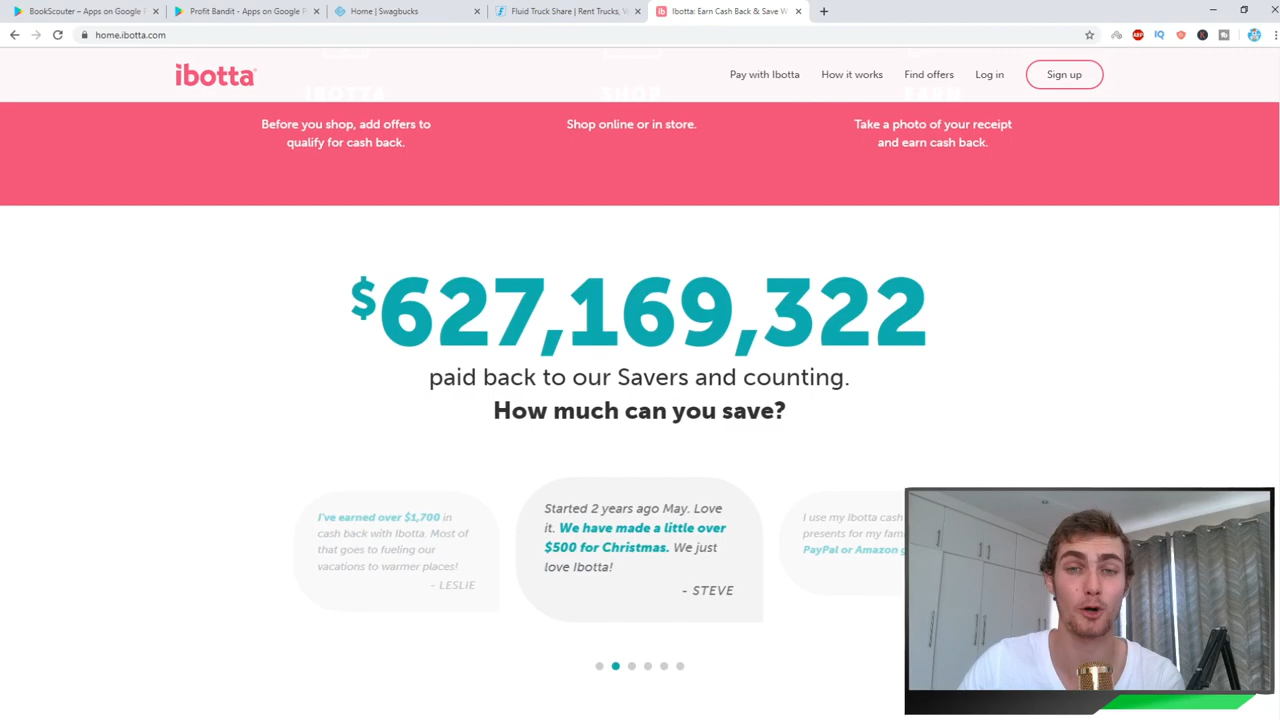 BookScouter – Apps on Google P
Profit Bandit - Apps on Google Pl
Home | Swagbucks
Fluid Truck Share | Rent Trucks, V
Ibotta: Earn Cash Back & Save W
home.ibotta.com
ABP
IQ
ibotta
Pay with Ibotta
How it works
Find offers
Log in
Sign up
IBOTTA
SHOP
EARN
Before you shop, add offers to
qualify for cash back.
Shop online or in store.
Take a photo of your receipt
and earn cash back.
$627,169,322
paid back to our Savers and counting.
How much can you save?
I've earned over $1,700 in
cash back with Ibotta. Most of
that goes to fueling our
vacations to warmer places!
- LESLIE
Started 2 years ago May. Love
it. We have made a little over
$500 for Christmas. We just
love Ibotta!
- STEVE
I use my Ibotta cash
presents for my fam
PayPal or Amazon g